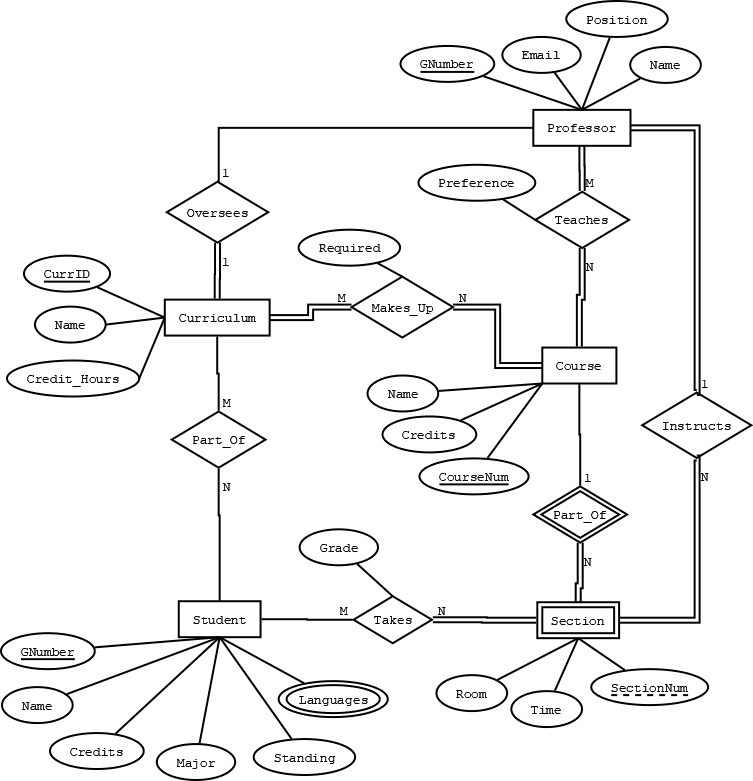 Position
Email
GNumber
Name
Professor
1
Preference
M
Oversees
Teaches
Required
1
N
CurrID
M
N
Makes_Up
Curriculum
Name
Course
Credit_Hours
Name
1
M
Credits
Instructs
Part_Of
CourseNum
N
1
N
Part_Of
Grade
N
M
N
Student
Takes
Section
GNumber
Languages
Room
SectionNum
Name
Time
Credits
Major
Standing